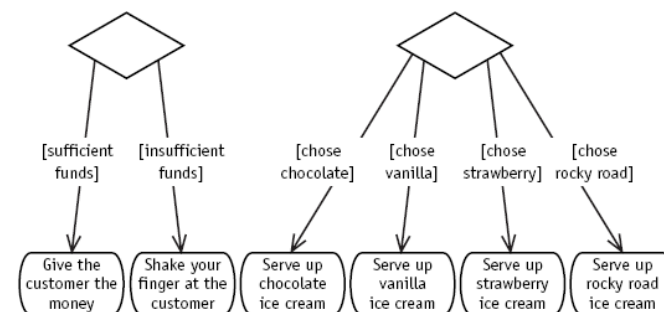 [sufficient
funds]
[insufficient
funds]
[chose
chocolate]
[chose
vanilla]
[chose
strawberry]
[chose
rocky road]
Give the
customer the
money
Shake your
finger at the
customer
Serve up
chocolate
ice cream
Serve up
vanilla
ice cream
Serve up
strawberry
ice cream
Serve up
rocky road
ice cream